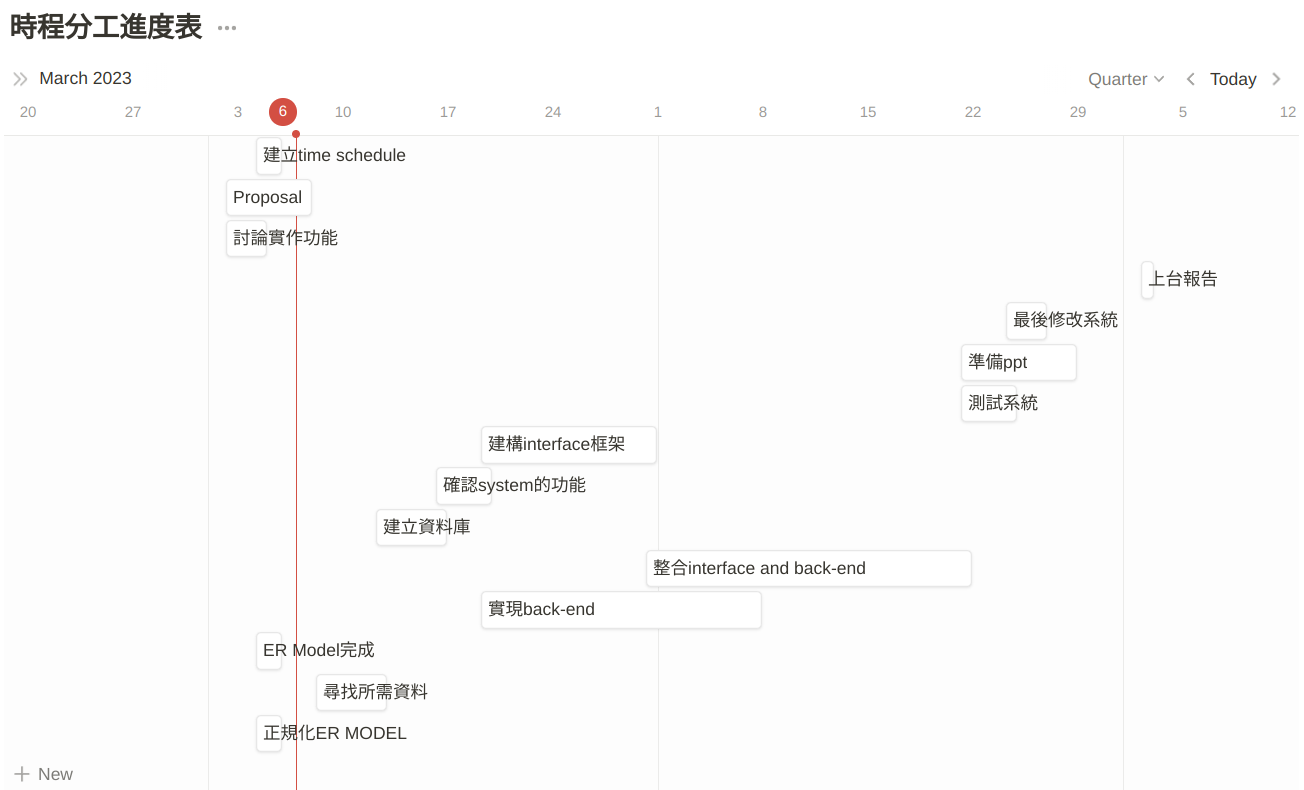 時程分工進度表 ···
March 2023 Quarter Today
20 27 3 6 10 17 24 1 8 15 22 29 5 12
建立time schedule
Proposal
討論實作功能
上台報告
最後修改系統
準備ppt
測試系統
建構interface框架
確認system的功能
建立資料庫
整合interface and back-end
實現back-end
ER Model完成
尋找所需資料
正規化ER MODEL
+ New